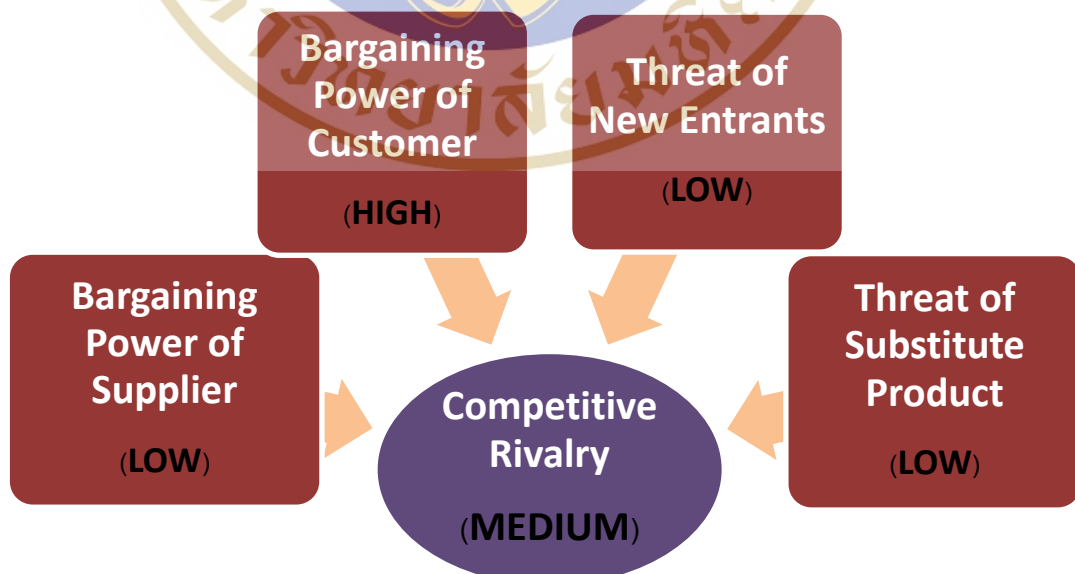 Bargaining
Power of
Customer
(HIGH)
Threat of
New Entrants
(LOW)
Bargaining
Power of
Supplier
(LOW)
Threat of
Substitute
Product
(LOW)
Competitive
Rivalry
(MEDIUM)